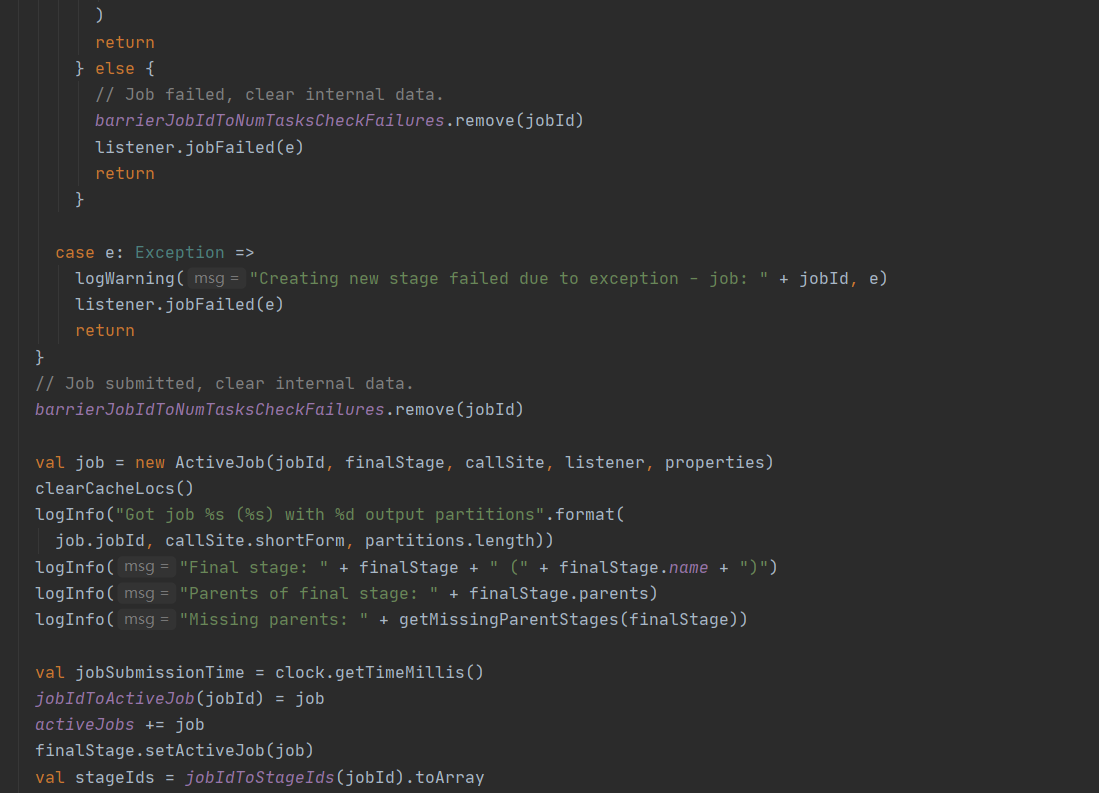 )
return
} else {
// Job failed, clear internal data.
barrierJobIdToNumTasksCheckFailures.remove(jobId)
listener.jobFailed(e)
return
}
case e: Exception =>
logWarning( msg = "Creating new stage failed due to exception - job: " + jobId, e)
listener.jobFailed(e)
return
}
// Job submitted, clear internal data.
barrierJobIdToNumTasksCheckFailures.remove(jobId)
val job = new ActiveJob(jobId, finalStage, callSite, listener, properties)
clearCacheLocs()
logInfo("Got job %s (%s) with %d output partitions".format(
job.jobId, callSite.shortForm, partitions.length))
logInfo( msg = "Final stage: " + finalStage + " (" + finalStage.name + ")")
logInfo( msg = "Parents of final stage: " + finalStage.parents)
logInfo( msg = "Missing parents: " + getMissingParentStages(finalStage))
val jobSubmissionTime = clock.getTimeMillis()
jobIdToActiveJob(jobId) = job
activeJobs += job
finalStage.setActiveJob(job)
val stageIds = jobIdToStageIds(jobId).toArray